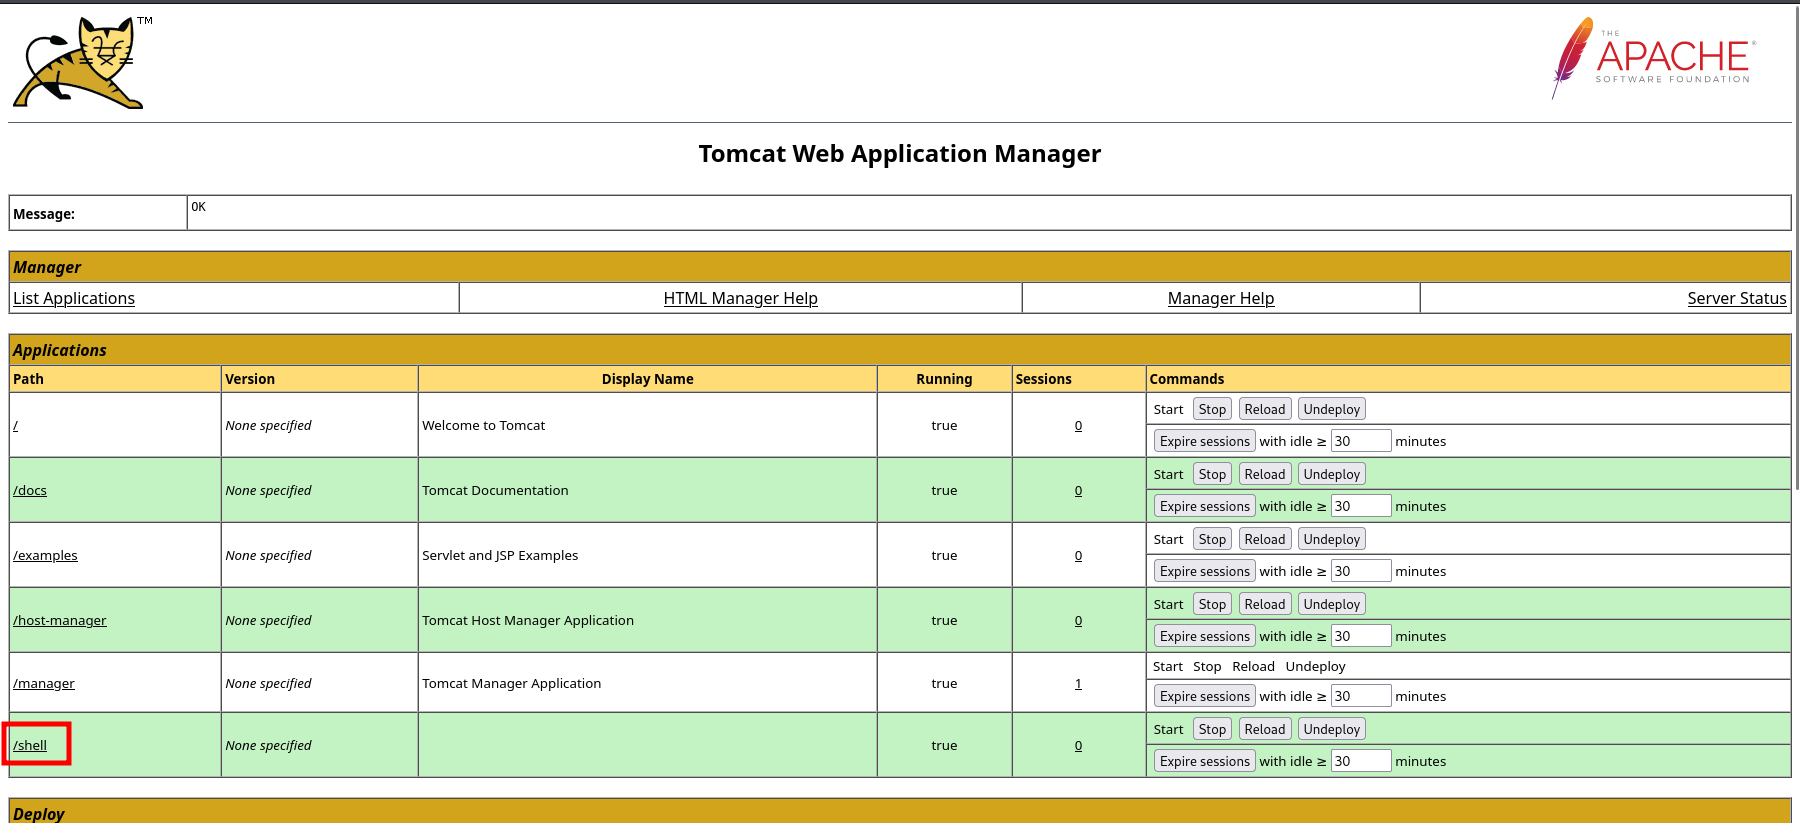 TM
THE
APACHE®
SOFTWARE FOUNDATION
Tomcat Web Application Manager
Message: OK
Manager
List Applications HTML Manager Help Manager Help Server Status
Applications
Path Version Display Name Running Sessions Commands
/ None specified Welcome to Tomcat true 0 Start Stop Reload Undeploy
Expire sessions with idle ≥ 30 minutes
/docs None specified Tomcat Documentation true 0 Start Stop Reload Undeploy
Expire sessions with idle ≥ 30 minutes
/examples None specified Servlet and JSP Examples true 0 Start Stop Reload Undeploy
Expire sessions with idle ≥ 30 minutes
/host-manager None specified Tomcat Host Manager Application true 0 Start Stop Reload Undeploy
Expire sessions with idle ≥ 30 minutes
/manager None specified Tomcat Manager Application true 1 Start Stop Reload Undeploy
Expire sessions with idle ≥ 30 minutes
/shell None specified true 0 Start Stop Reload Undeploy
Expire sessions with idle ≥ 30 minutes
Deploy